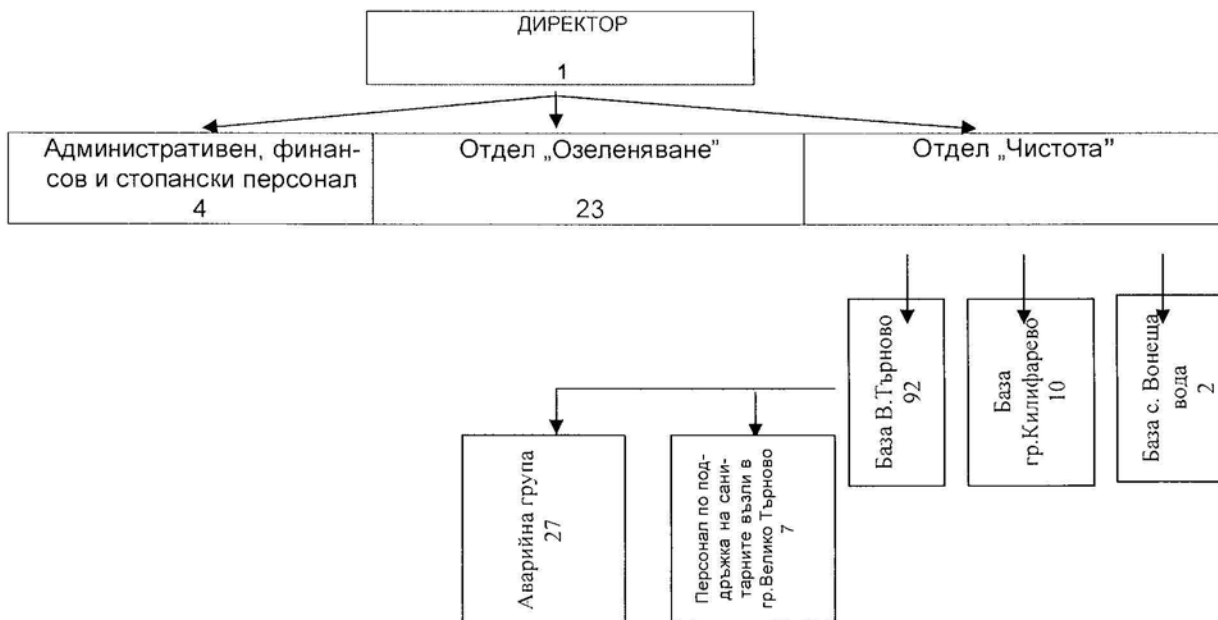 ДИРЕКТОР
1
Административен, финан-
сов и стопански персонал
4
Отдел „Озеленяване”
23
Отдел „Чистота”
База В.Търново
92
База
гр.Килифарево
10
База с. Вонеща
вода
2
Аварийна група
27
Персонал по под-
дръжка на сани-
тарните възли в
гр.Велико Търново
7